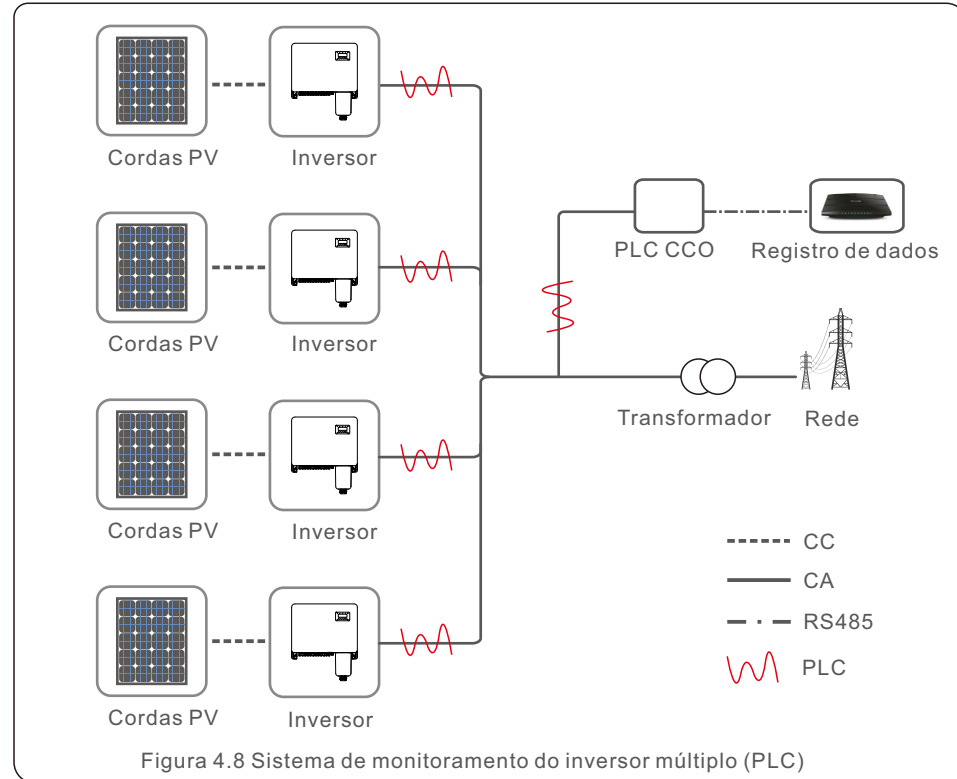 Cordas PV
Inversor
PLC CCO
Registro de dados
Cordas PV
Inversor
Transformador
Rede
Cordas PV
Inversor
CC
CA
RS485
PLC
Cordas PV
Inversor
Figura 4.8 Sistema de monitoramento do inversor múltiplo (PLC)